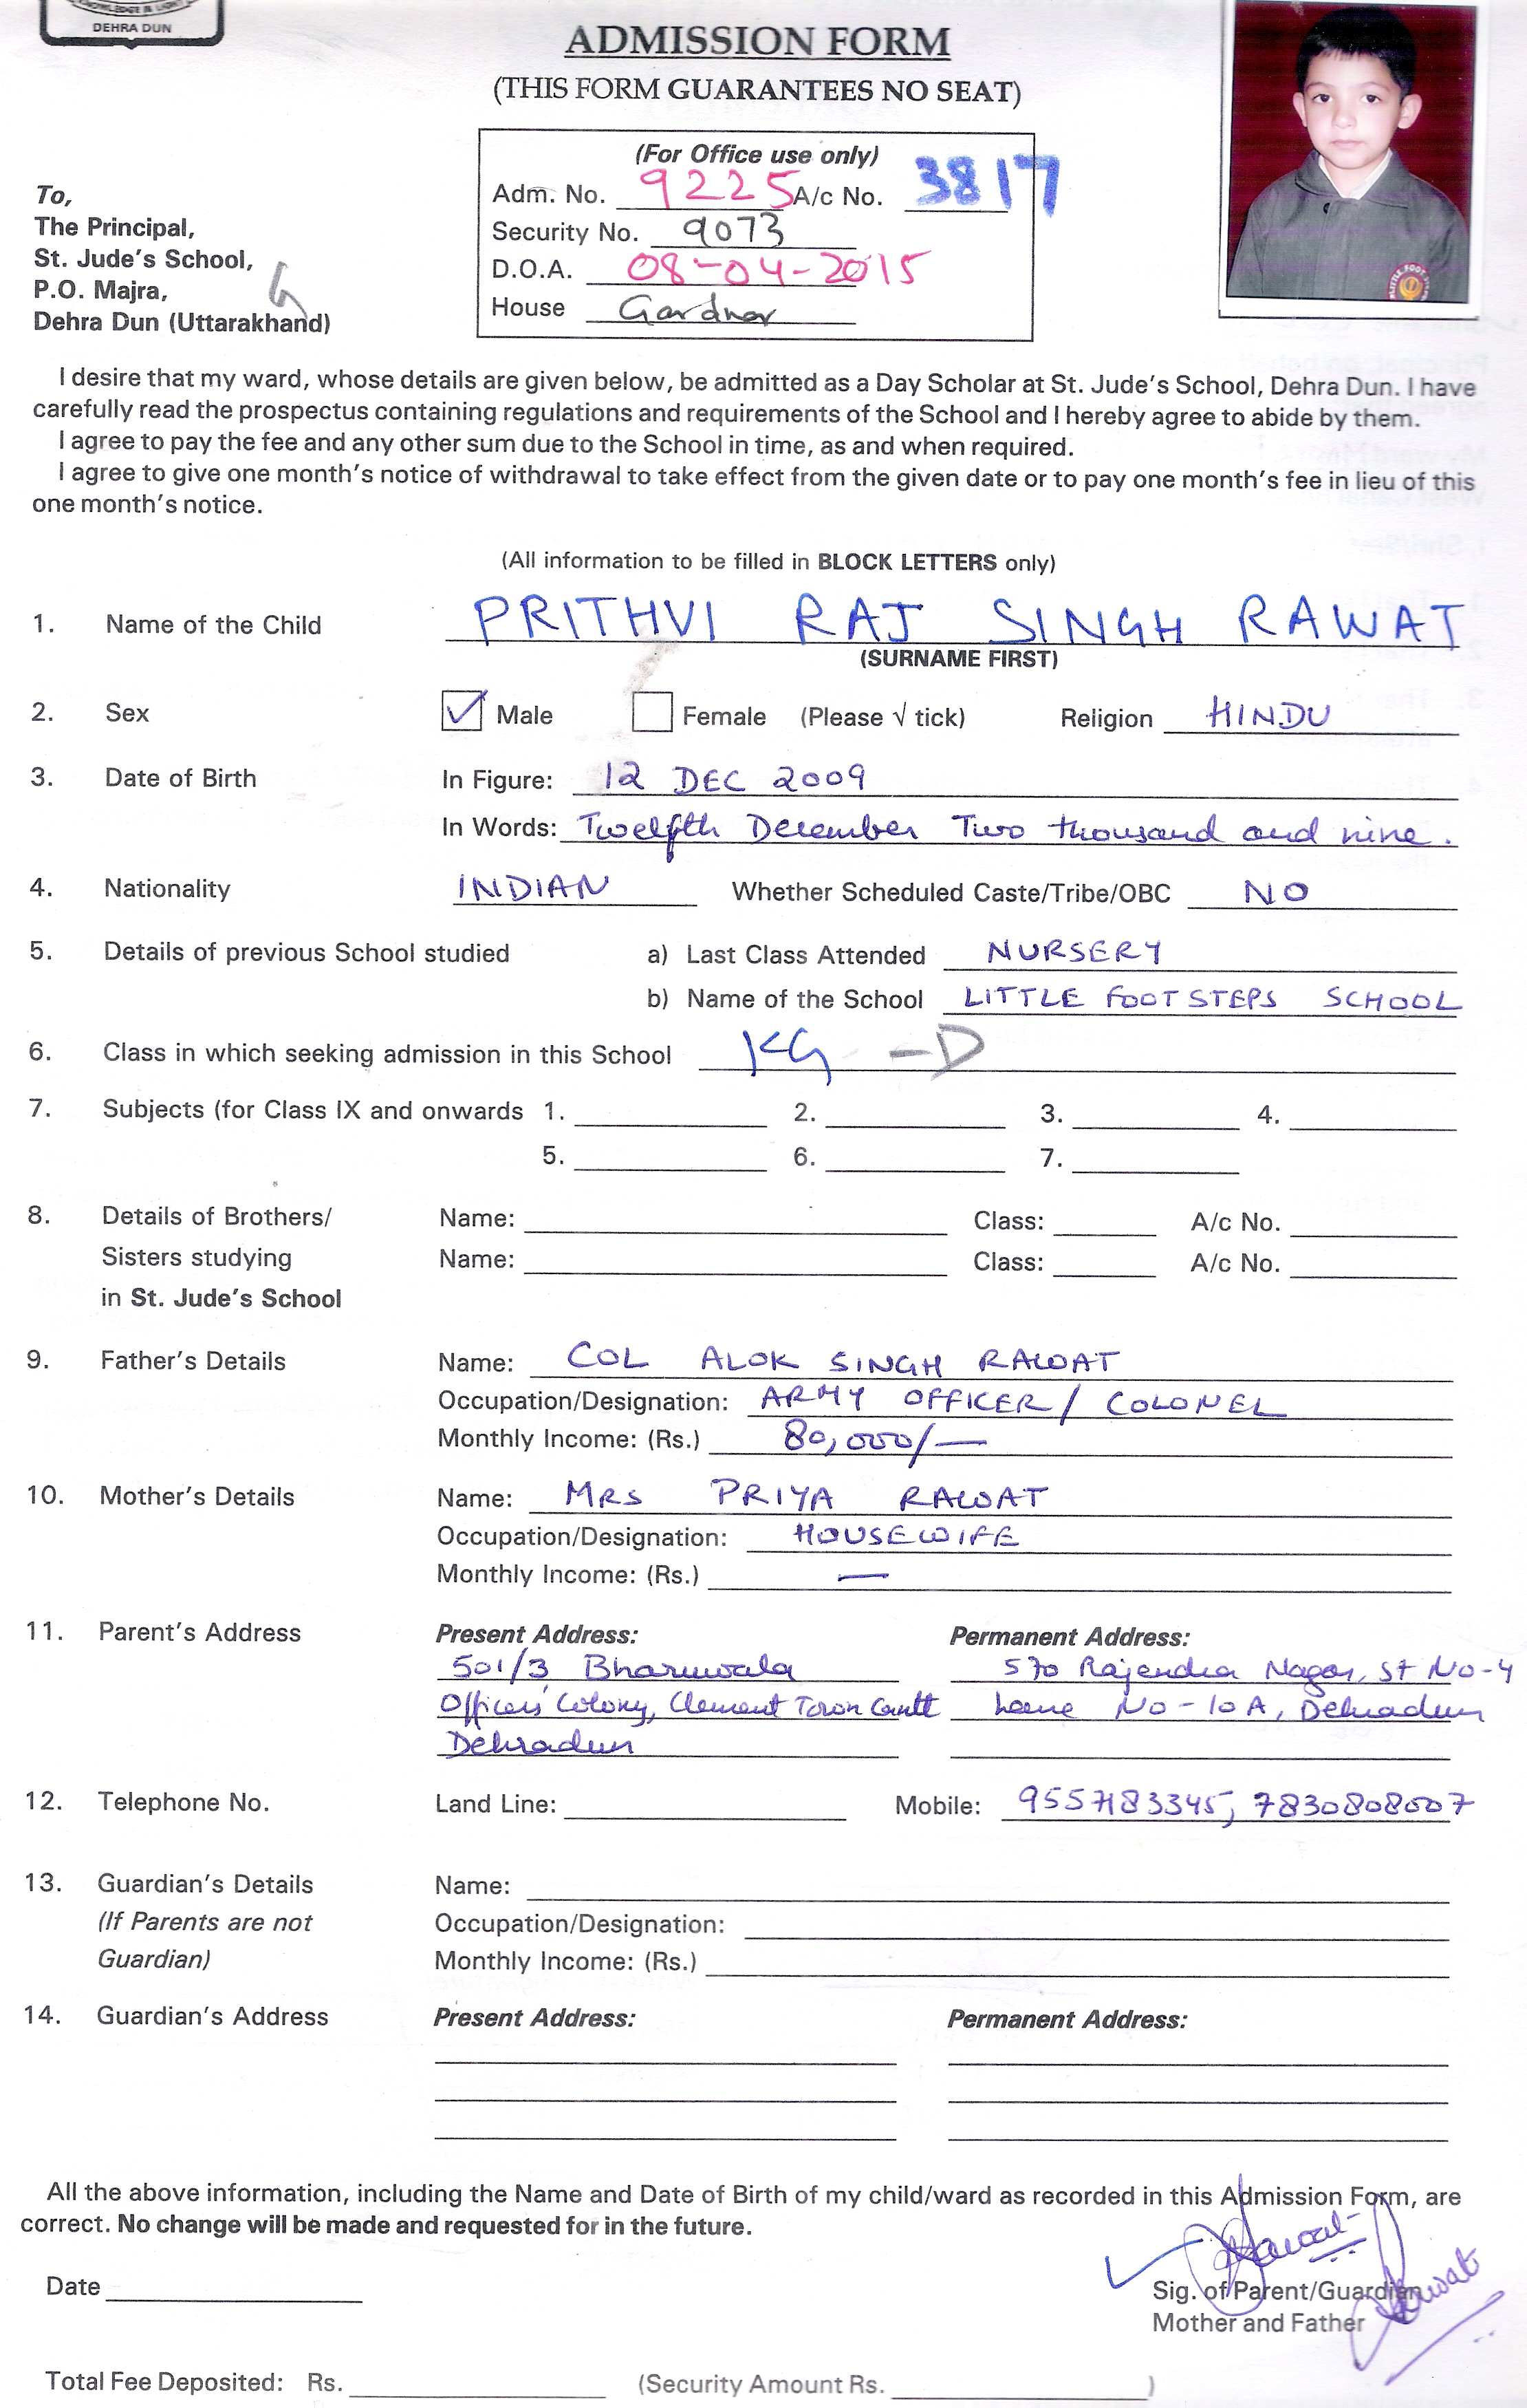 KNOWLEDGE IS LIGHT
DEHRA DUN
ADMISSION FORM
(THIS FORM GUARANTEES NO SEAT)
(For Office use only)
Adm. No. 9225 A/c No. 3817
Security No. 9073
D.O.A. 08-04-2015
House Gardner
To,
The Principal,
St. Jude's School,
P.O. Majra,
Dehra Dun (Uttarakhand)
G
I desire that my ward, whose details are given below, be admitted as a Day Scholar at St. Jude's School, Dehra Dun. I have
carefully read the prospectus containing regulations and requirements of the School and I hereby agree to abide by them.
I agree to pay the fee and any other sum due to the School in time, as and when required.
I agree to give one month's notice of withdrawal to take effect from the given date or to pay one month's fee in lieu of this
one month's notice.
(All information to be filled in BLOCK LETTERS only)
1. Name of the Child PRITHVI RAJ SINGH RAWAT
(SURNAME FIRST)
2. Sex ✓ Male Female (Please √ tick) Religion HINDU
3. Date of Birth In Figure: 12 DEC 2009
In Words: Twelfth December Two thousand and nine.
4. Nationality INDIAN Whether Scheduled Caste/Tribe/OBC NO
5. Details of previous School studied a) Last Class Attended NURSERY
b) Name of the School LITTLE FOOTSTEPS SCHOOL
6. Class in which seeking admission in this School KG - D
7. Subjects (for Class IX and onwards 1. 2. 3. 4.
5. 6. 7.
8. Details of Brothers/ Name: Class: A/c No.
Sisters studying Name: Class: A/c No.
in St. Jude's School
9. Father's Details Name: COL ALOK SINGH RAWAT
Occupation/Designation: ARMY OFFICER / COLONEL
Monthly Income: (Rs.) 80,000/—
10. Mother's Details Name: MRS PRIYA RAWAT
Occupation/Designation: HOUSEWIFE
Monthly Income: (Rs.) —
11. Parent's Address Present Address: Permanent Address:
501/3 Bharuwala 570 Rajendra Nagar, St No-4
Officers' Colony, Clement Town Cantt Lane No-10A, Dehradun
Dehradun
12. Telephone No. Land Line: Mobile: 9557183345, 7830808007
13. Guardian's Details Name:
(If Parents are not Occupation/Designation:
Guardian) Monthly Income: (Rs.)
14. Guardian's Address Present Address: Permanent Address:
All the above information, including the Name and Date of Birth of my child/ward as recorded in this Admission Form, are
correct. No change will be made and requested for in the future.
Date
Sig. of Parent/Guardian
Mother and Father
Total Fee Deposited: Rs. (Security Amount Rs. )